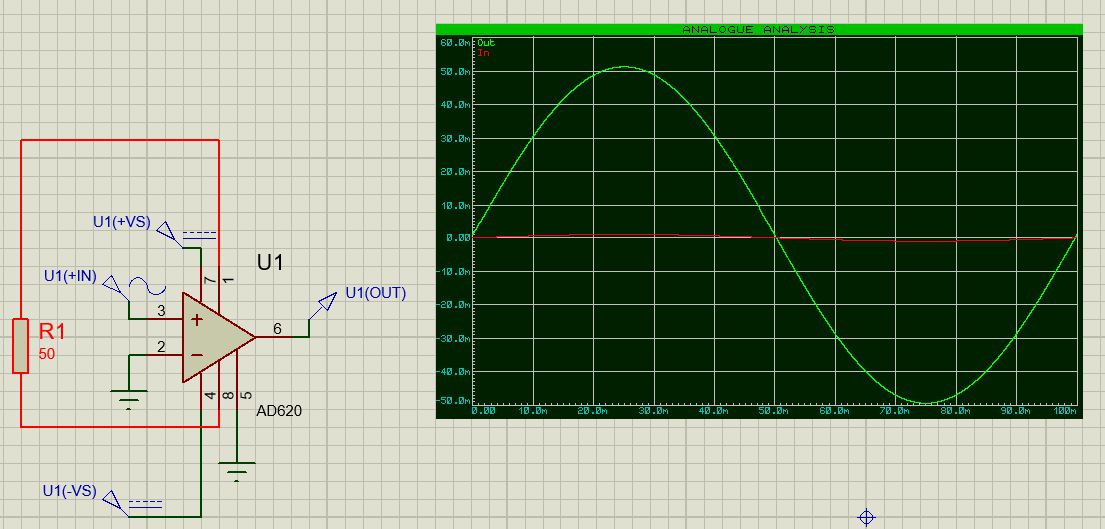 ANALOGUE ANALYSIS
60.0m
Out
In
50.0m
40.0m
30.0m
20.0m
10.0m
0.00
-10.0m
-20.0m
-30.0m
-40.0m
-50.0m
0.00 10.0m 20.0m 30.0m 40.0m 50.0m 60.0m 70.0m 80.0m 90.0m 100m
U1(+VS)
U1
7 1
U1(+IN)
3
U1(OUT)
+
6
R1
50
2
−
4 8 5
AD620
U1(-VS)